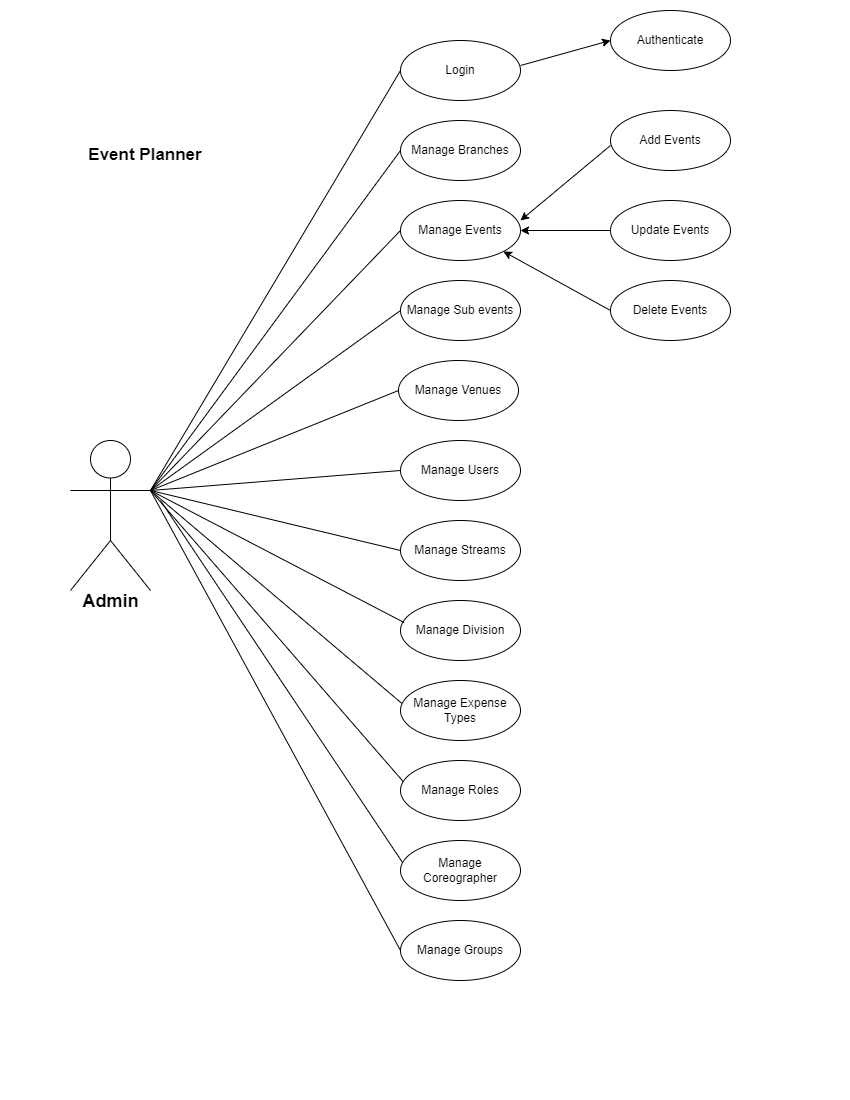 Authenticate
Login
Event Planner
Manage Branches
Add Events
Manage Events
Update Events
Manage Sub events
Delete Events
Manage Venues
Manage Users
Manage Streams
Admin
Manage Division
Manage Expense
Types
Manage Roles
Manage
Coreographer
Manage Groups